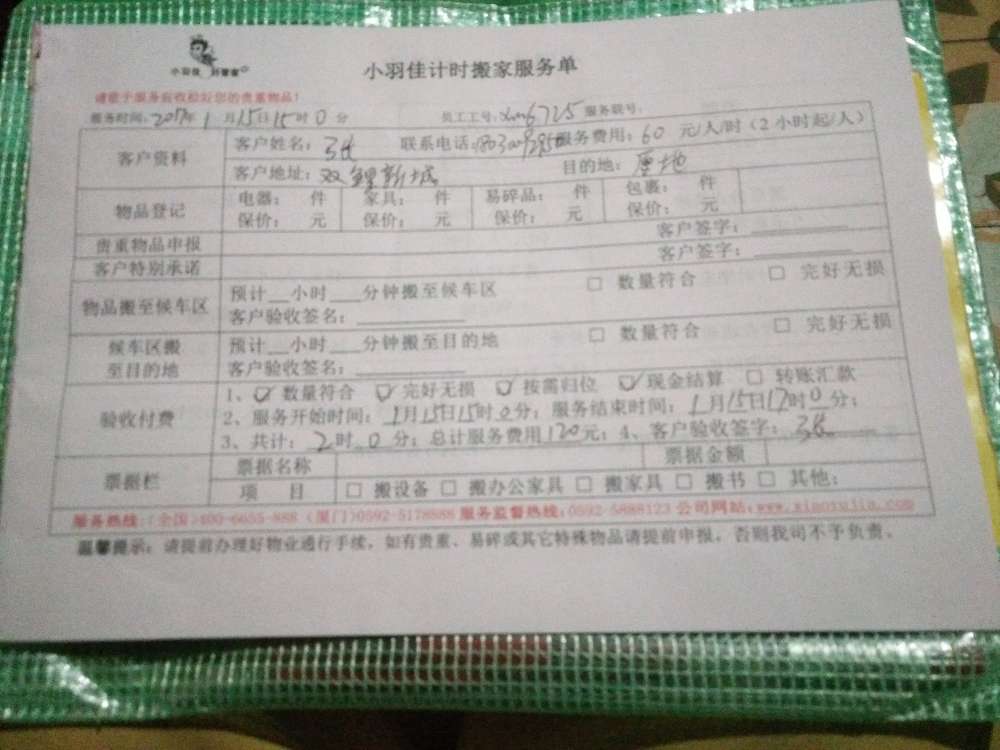 小羽佳 好管家
小羽佳计时搬家服务单
请带于服务后收检好您的贵重物品!
服务时间: 2017年 1 月15日15时 0 分 员工工号: xm6725 服务联号:
客户资料 客户姓名: 联系电话: 服务费用: 60 元/人/时(2小时起/人)
客户地址: 双鲤新城 目的地: 原地
物品登记 电器: 件 家具: 件 易碎品: 件 包裹: 件
保价: 元 保价: 元 保价: 元 保价: 元
贵重物品申报 客户签字:
客户特别承诺 客户签字:
物品搬至候车区 预计__小时___分钟搬至候车区 □ 数量符合 □ 完好无损
客户验收签名:
候车区搬至目的地 预计__小时___分钟搬至目的地 □ 数量符合 □ 完好无损
客户验收签名:
验收付费 1、☑ 数量符合 ☑ 完好无损 ☑ 按需归位 ☑ 现金结算 □ 转账汇款
2、服务开始时间: 1月15日15时0分; 服务结束时间: 1月15日17时0分;
3、共计: 2时 0 分; 总计服务费用120元; 4、客户验收签字:
票据栏 票据名称 票据金额
项 目 □ 搬设备 □ 搬办公家具 □ 搬家具 □ 搬书 □ 其他:
服务热线:(全国)400-6655-888 (厦门)0592-5178888 服务监督热线:0592-5888123 公司网站:www.xiaoyujia.com
温馨提示: 请提前办理好物业通行手续, 如有贵重、易碎或其它特殊物品请提前申报, 否则我司不予负责。